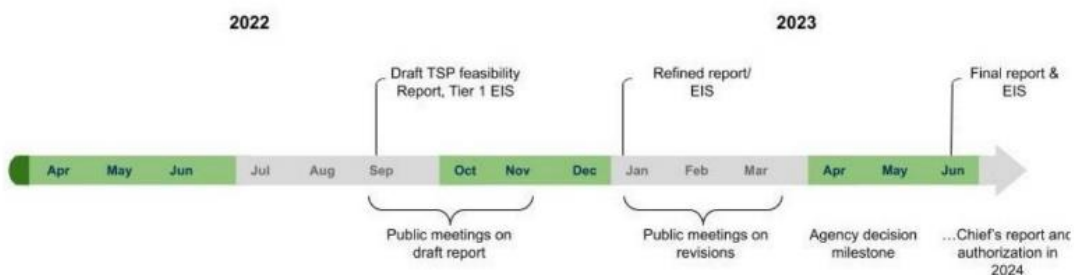 2022
2023
Draft TSP feasibility
Report, Tier 1 EIS
Refined report/
EIS
Final report &
EIS
Apr May Jun Jul Aug Sep Oct Nov Dec Jan Feb Mar Apr May Jun
Public meetings on
draft report
Public meetings on
revisions
Agency decision
milestone
...Chief's report and
authorization in
2024